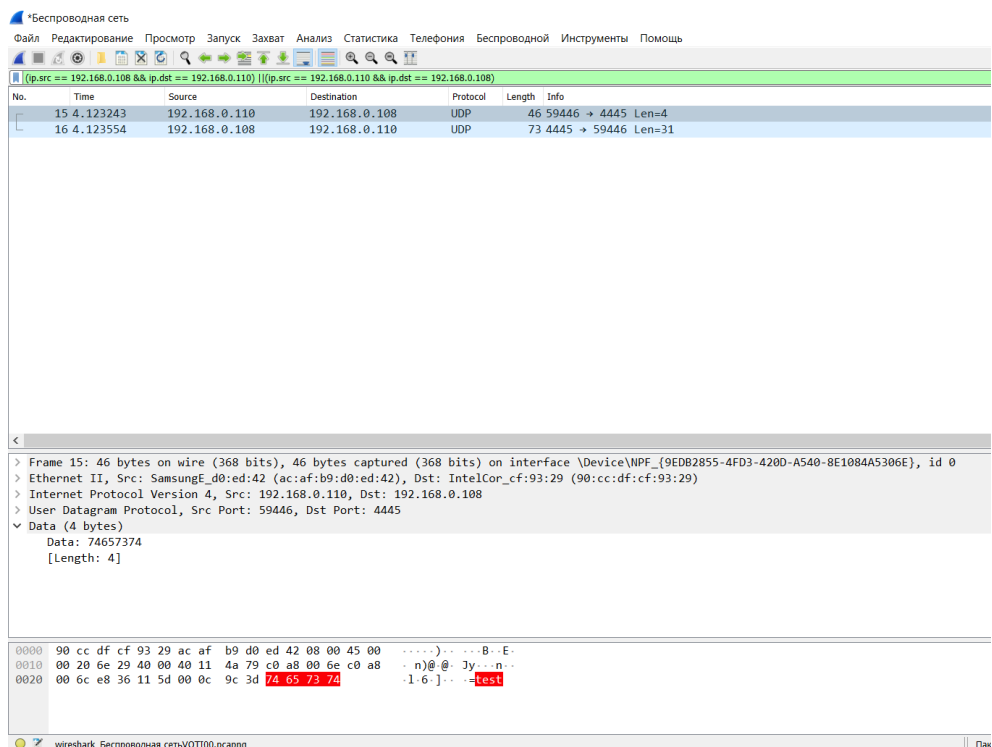 *Беспроводная сеть
Файл Редактирование Просмотр Запуск Захват Анализ Статистика Телефония Беспроводной Инструменты Помощь
(ip.src == 192.168.0.108 && ip.dst == 192.168.0.110) ||(ip.src == 192.168.0.110 && ip.dst == 192.168.0.108)
No. Time Source Destination Protocol Length Info
15 4.123243 192.168.0.110 192.168.0.108 UDP 46 59446 → 4445 Len=4
16 4.123554 192.168.0.108 192.168.0.110 UDP 73 4445 → 59446 Len=31
Frame 15: 46 bytes on wire (368 bits), 46 bytes captured (368 bits) on interface \Device\NPF_{9EDB2855-4FD3-420D-A540-8E1084A5306E}, id 0
Ethernet II, Src: SamsungE_d0:ed:42 (ac:af:b9:d0:ed:42), Dst: IntelCor_cf:93:29 (90:cc:df:cf:93:29)
Internet Protocol Version 4, Src: 192.168.0.110, Dst: 192.168.0.108
User Datagram Protocol, Src Port: 59446, Dst Port: 4445
Data (4 bytes)
Data: 74657374
[Length: 4]
0000 90 cc df cf 93 29 ac af b9 d0 ed 42 08 00 45 00 ·····)·· ···B··E·
0010 00 20 6e 29 40 00 40 11 4a 79 c0 a8 00 6e c0 a8 · n)@·@· Jy···n··
0020 00 6c e8 36 11 5d 00 0c 9c 3d 74 65 73 74 ·l·6·]·· ·=test
wireshark_Беспроводная сетьVOTI00.pcapng